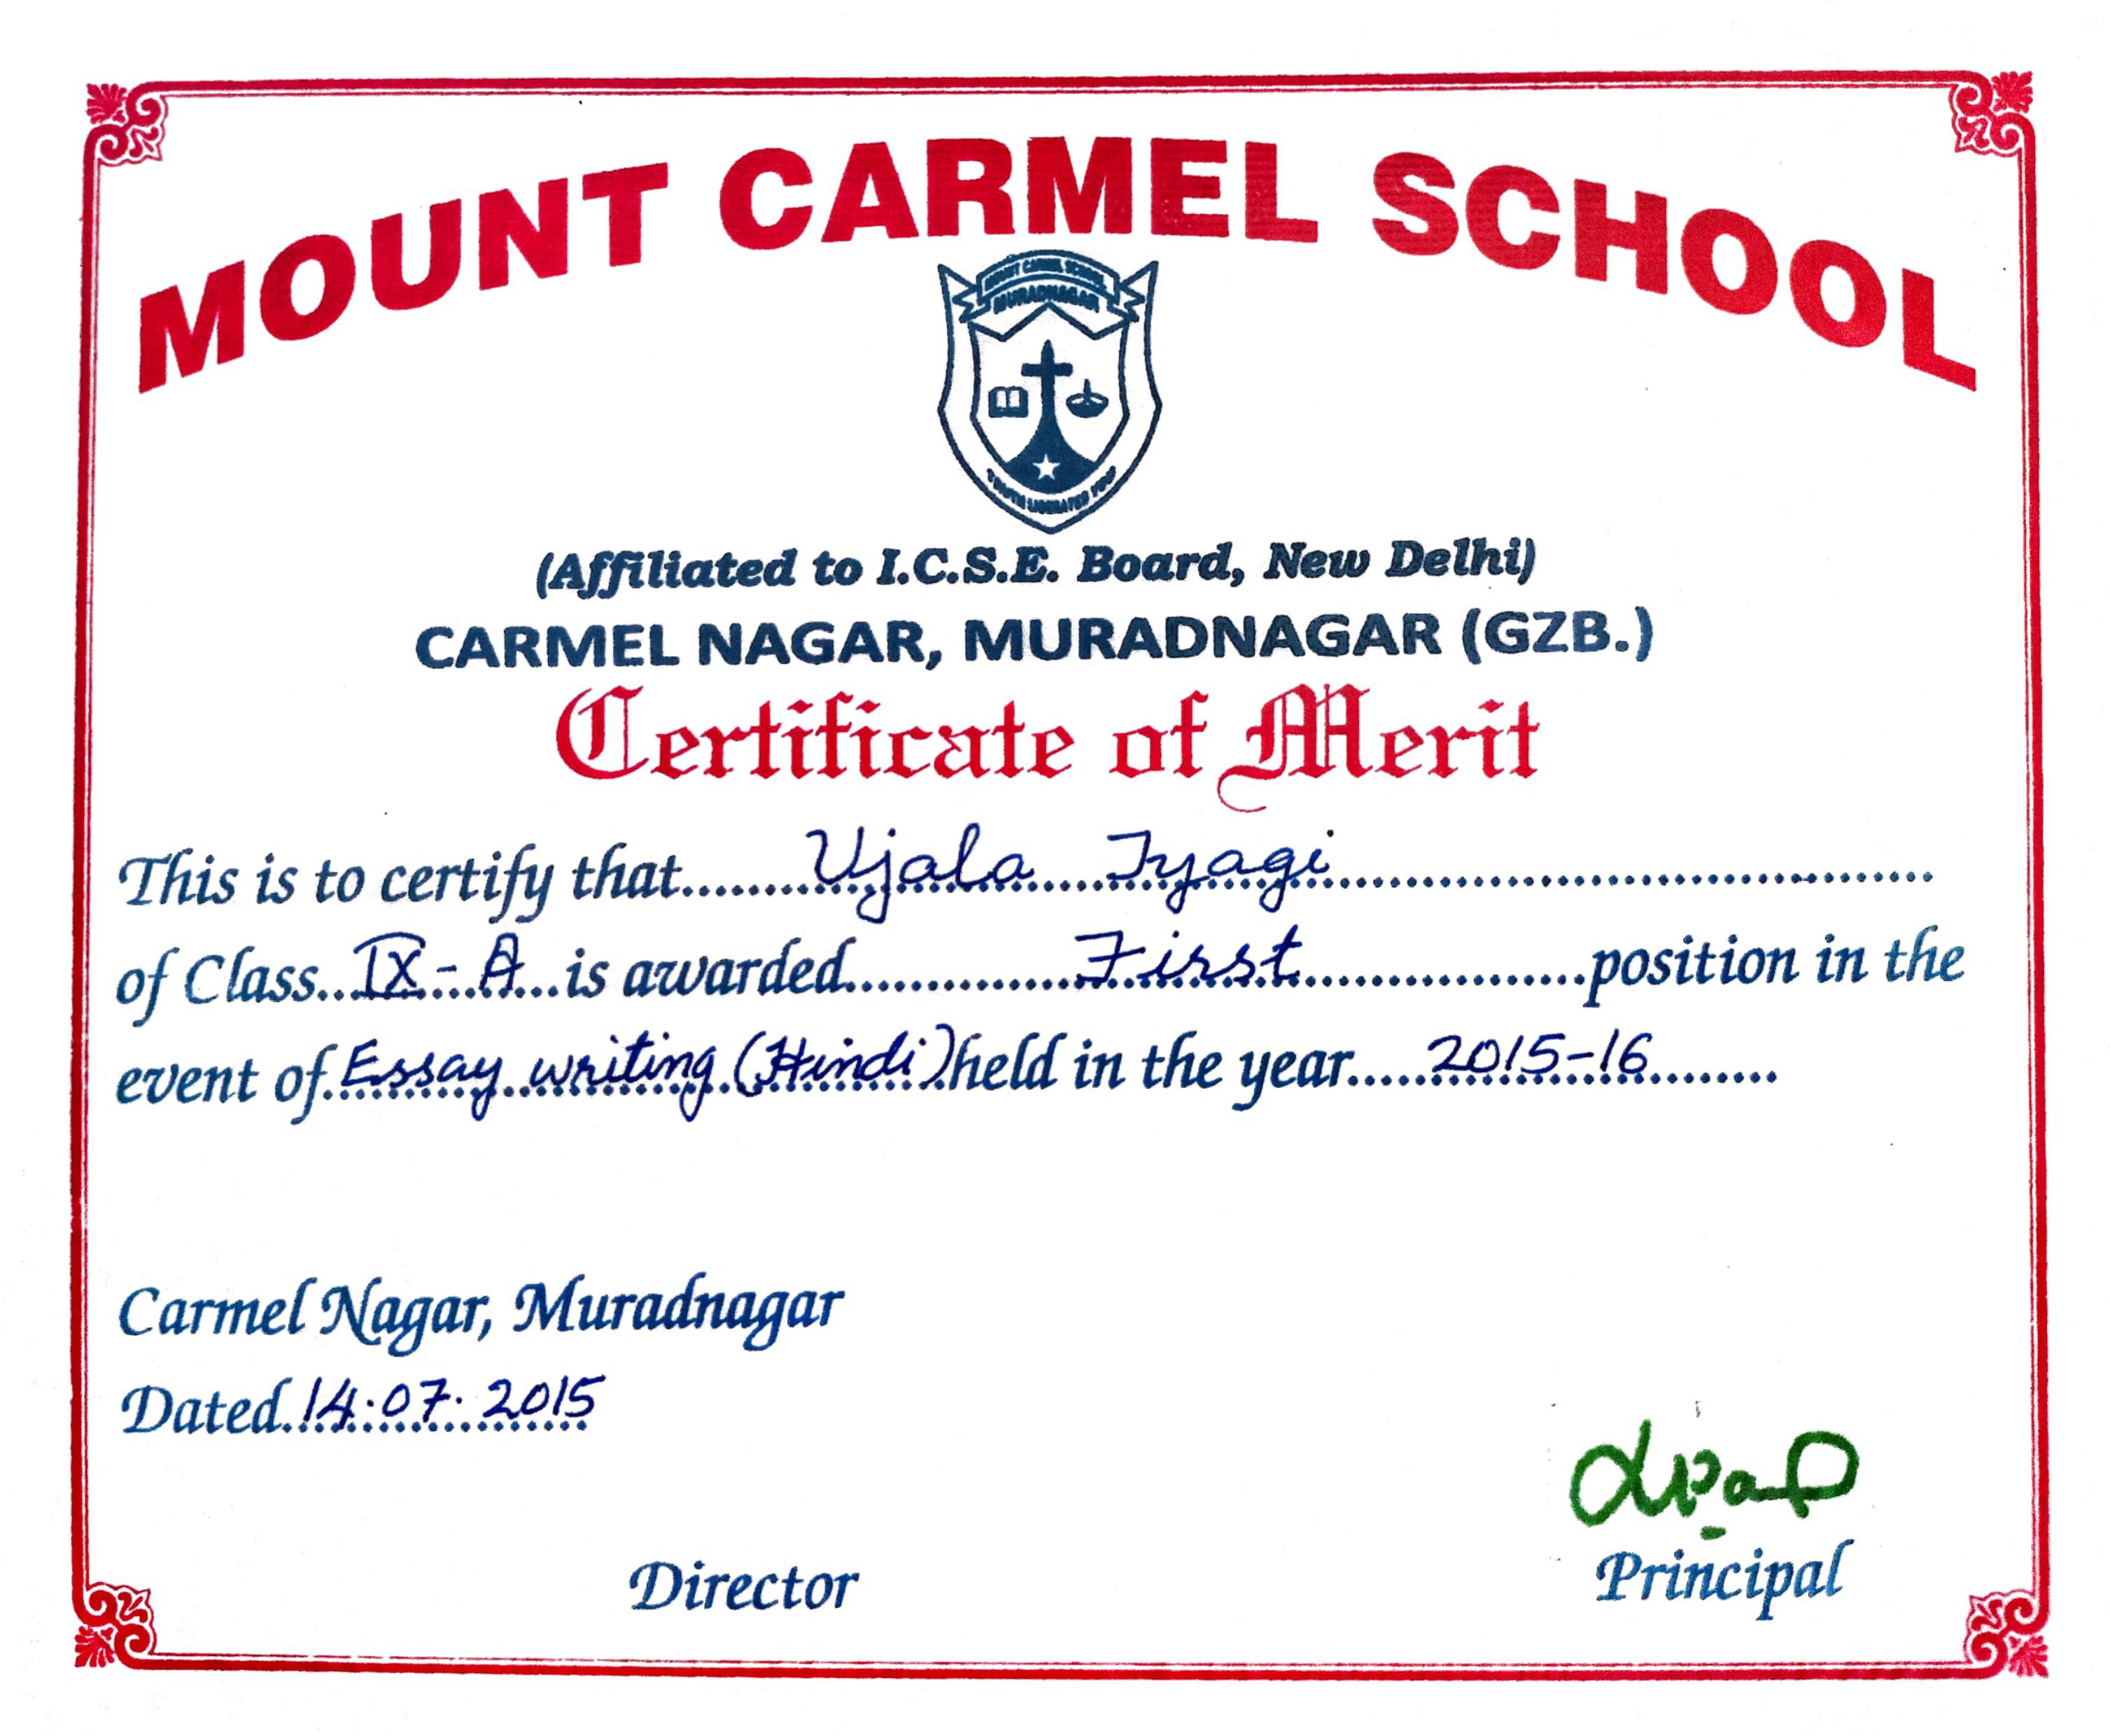 MOUNT CARMEL SCHOOL
MOUNT CARMEL SCHOOL
MURADNAGAR
TRUTH LIBERATES YOU
(Affiliated to I.C.S.E. Board, New Delhi)
CARMEL NAGAR, MURADNAGAR (GZB.)
Certificate of Merit
This is to certify that........Ujala Tyagi........
of Class...IX-A...is awarded........First........position in the
event of.Essay writing (Hindi).held in the year.....2015-16........
Carmel Nagar, Muradnagar
Dated.14.07.2015
Director
Principal